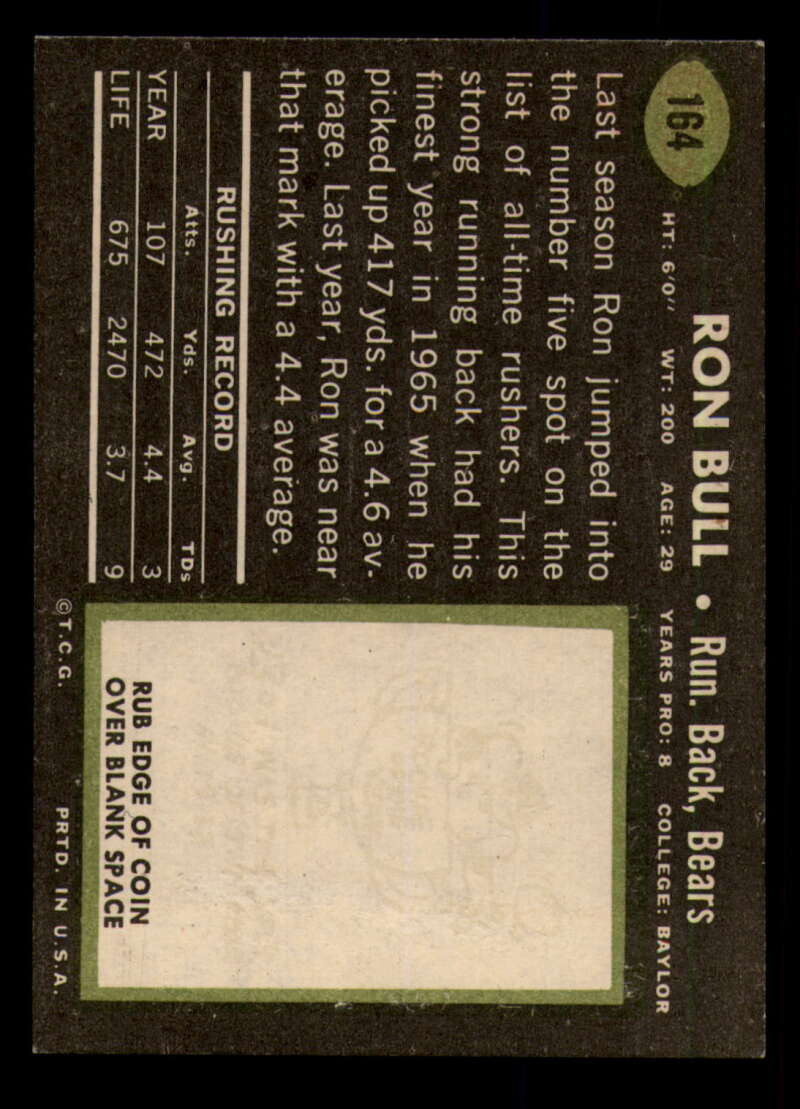 164
RON BULL • Run. Back, Bears
HT: 6'0" WT: 200 AGE: 29 YEARS PRO: 8 COLLEGE: BAYLOR
Last season Ron jumped into
the number five spot on the
list of all-time rushers. This
strong running back had his
finest year in 1965 when he
picked up 417 yds. for a 4.6 av-
erage. Last year, Ron was near
that mark with a 4.4 average.
RUSHING RECORD
Atts. Yds. Avg. TDs
YEAR 107 472 4.4 3
LIFE 675 2470 3.7 9
RUB EDGE OF COIN
OVER BLANK SPACE
©T.C.G. PRTD. IN U.S.A.